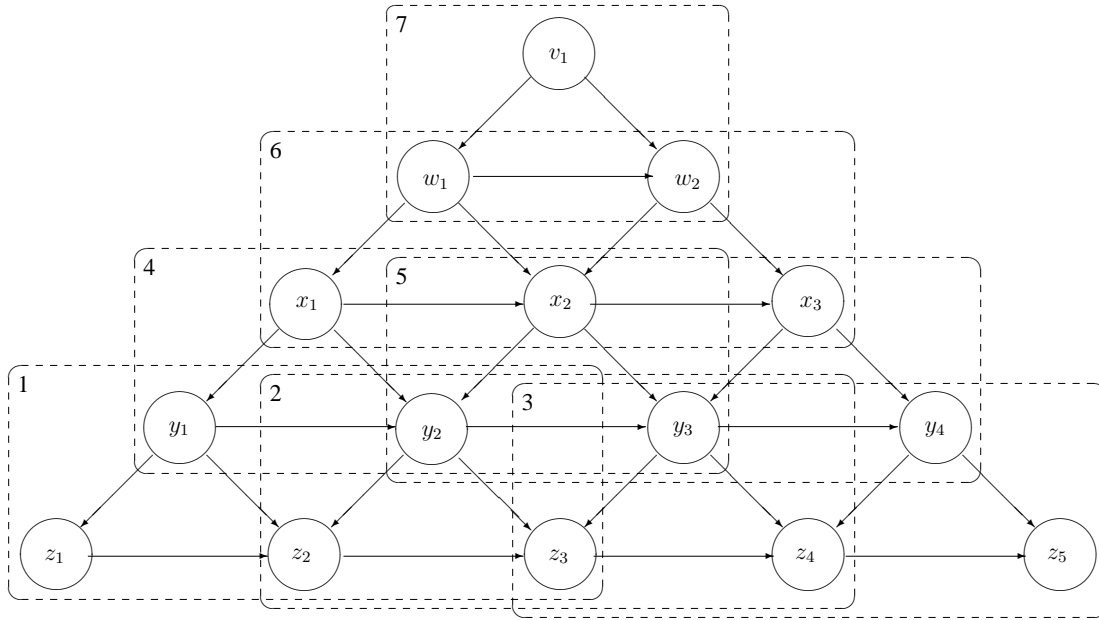 7
v₁
6
w₁ w₂
4 5
x₁ x₂ x₃
1 2 3
y₁ y₂ y₃ y₄
z₁ z₂ z₃ z₄ z₅